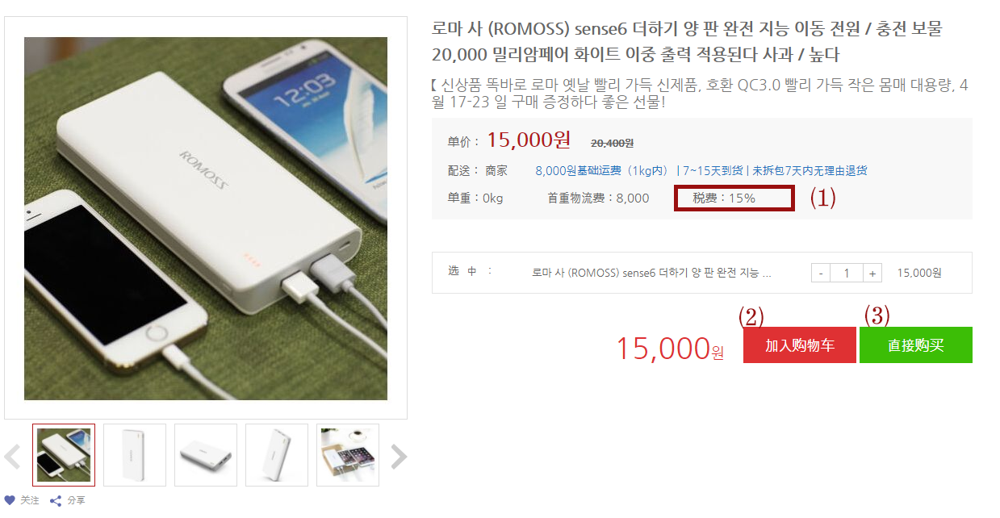 로마 사 (ROMOSS) sense6 더하기 양 판 완전 지능 이동 전원 / 충전 보물
20,000 밀리암페어 화이트 이중 출력 적용된다 사과 / 높다
【 신상품 똑바로 로마 옛날 빨리 가득 신제품, 호환 QC3.0 빨리 가득 작은 몸매 대용량, 4
월 17-23 일 구매 증정하다 좋은 선물!
单价 : 15,000원 20,400원
配送 : 商家 8,000원基础运费（1kg内） | 7~15天到货 | 未拆包7天内无理由退货
单重 : 0kg 首重物流费 : 8,000 税费 : 15% (1)
选 中 : 로마 사 (ROMOSS) sense6 더하기 양 판 완전 지능 ... - 1 + 15,000원
(2) (3)
15,000원 加入购物车 直接购买
ROMOSS
12:03
关注 分享